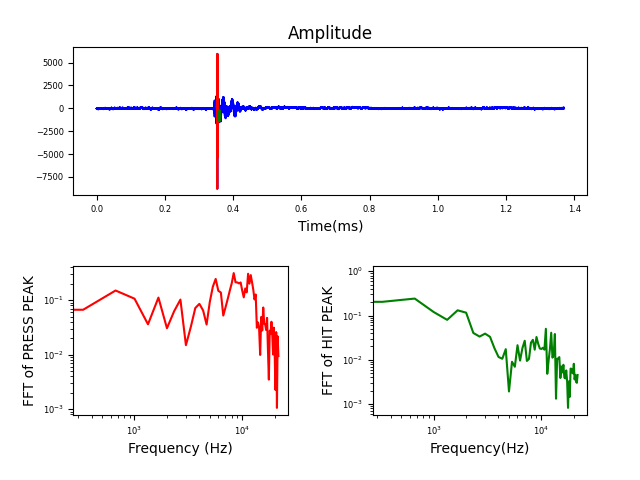 Amplitude
5000
2500
0
−2500
−5000
−7500
0.0 0.2 0.4 0.6 0.8 1.0 1.2 1.4
Time(ms)
FFT of PRESS PEAK
10⁻¹
10⁻²
10⁻³
10³ 10⁴
Frequency (Hz)
FFT of HIT PEAK
10⁰
10⁻¹
10⁻²
10⁻³
10³ 10⁴
Frequency(Hz)